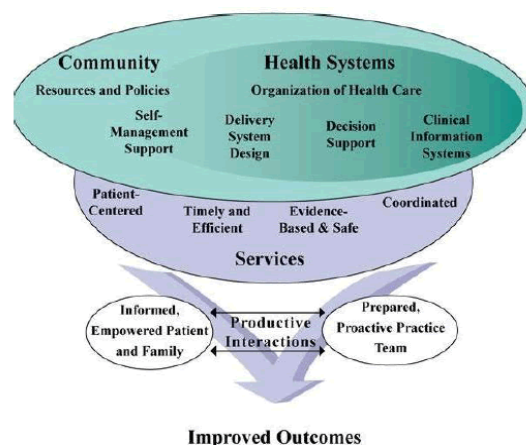 Community
Health Systems
Resources and Policies
Organization of Health Care
Self-
Management
Support
Delivery
System
Design
Decision
Support
Clinical
Information
Systems
Patient-
Centered
Timely and
Efficient
Evidence-
Based & Safe
Coordinated
Services
Informed,
Empowered Patient
and Family
Productive
Interactions
Prepared,
Proactive Practice
Team
Improved Outcomes